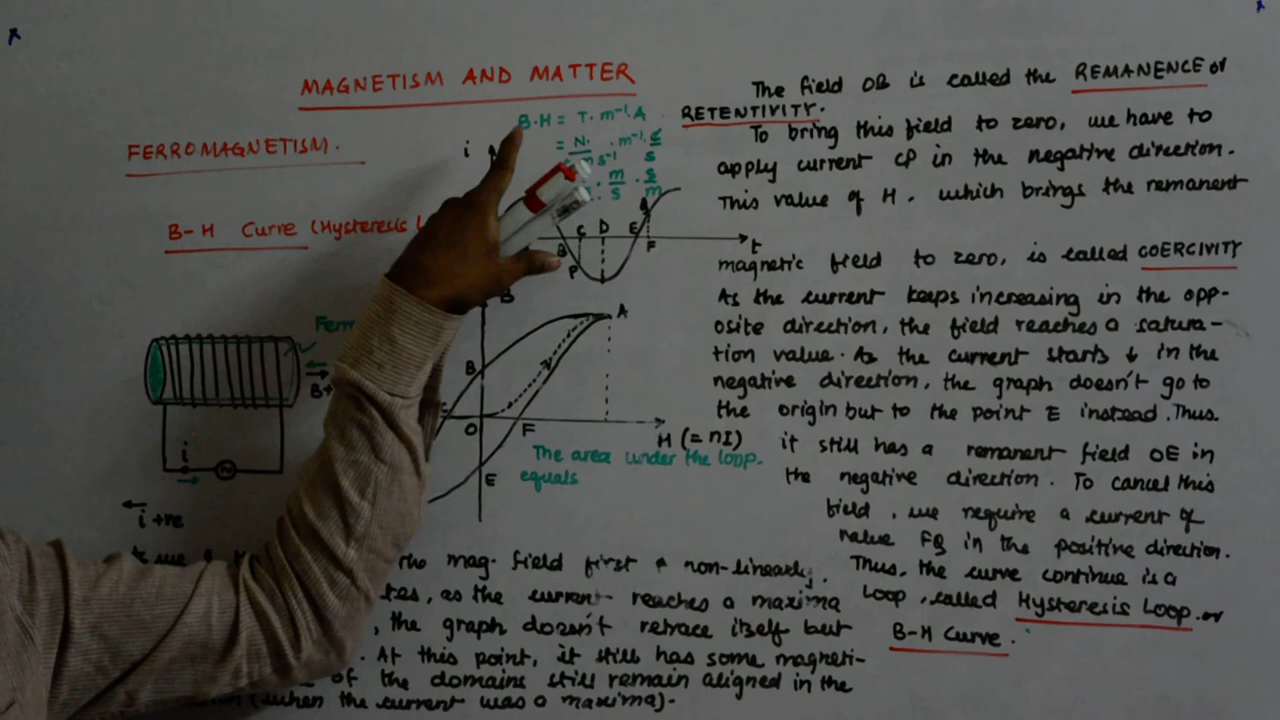 MAGNETISM AND MATTER
FERROMAGNETISM.
B-H Curve (Hysteresis
B.H = T. m⁻¹. A
= N. . m⁻¹. C
s⁻¹ s
. m . s
s m
i
C D E
B P F t
B A
B
O F H (= nI)
E
The area under the loop.
equals
Ferr
B+
i
i +ve
The mag. field first ↑ non-linearly.
tes, as the current reaches a maxima
, the graph doesn't retrace itself but
. At this point, it still has some magneti-
of the domains still remain aligned in the
(when the current was a maxima).
The field OB is called the REMANENCE or
RETENTIVITY.
To bring this field to zero, we have to
apply current CP in the negative direction.
This value of H, which brings the remanent
magnetic field to zero, is called COERCIVITY
As the current keeps increasing in the opp-
osite direction, the field reaches a satura-
tion value. As the current starts ↓ in the
negative direction, the graph doesn't go to
the origin but to the point E instead. Thus.
it still has a remanent field OE in
the negative direction. To cancel this
field, we require a current of
value FQ in the positive direction.
Thus, the curve continue is a
loop, called Hysteresis Loop. or
B-H Curve.